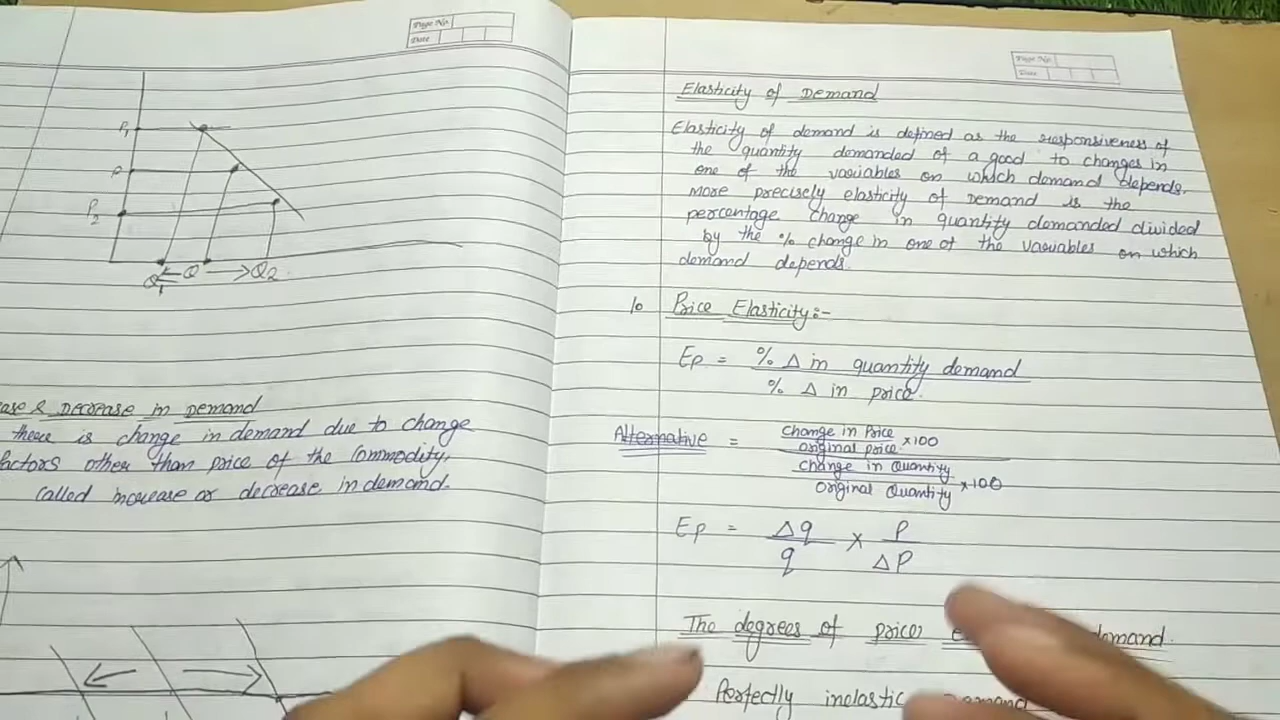 Page No.
Date
P1
P
P2
Q1
Q
Q2
ease & Decrease in Demand
there is change in demand due to change
factors other than price of the commodity,
called increase or decrease in demand.
Page No.
Date
Elasticity of Demand
Elasticity of demand is defined as the responsiveness of
the quantity demanded of a good to changes in
one of the variables on which demand depends.
More precisely elasticity of Demand is the
percentage change in quantity demanded divided
by the % change in one of the variables on which
demand depends.
1. Price Elasticity:-
Ep = % Δ in quantity demand
% Δ in price.
Alternative = Change in Price ×100
original price
change in Quantity ×100
Original Quantity
Ep = Δq × P
q ΔP
The degrees of price demand.
Perfectly inelastic Demand